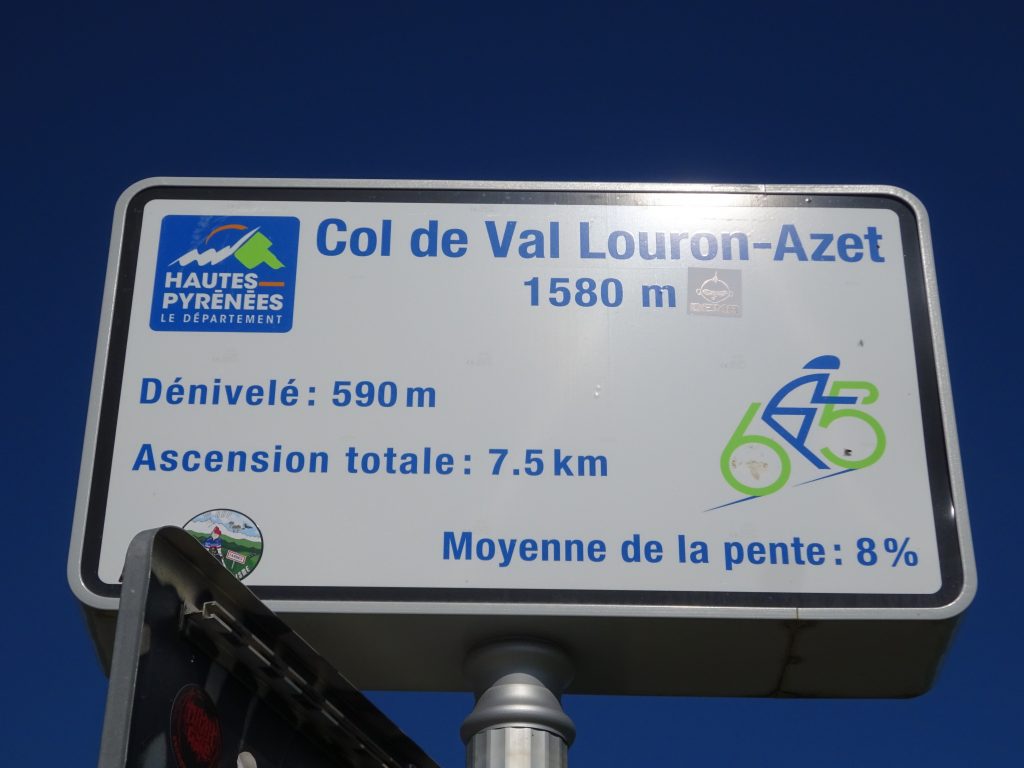 Col de Val Louron-Azet
1580 m
HAUTES-
PYRÉNÉES
LE DÉPARTEMENT
Dénivelé : 590 m
Ascension totale : 7.5 km
65
Moyenne de la pente : 8 %